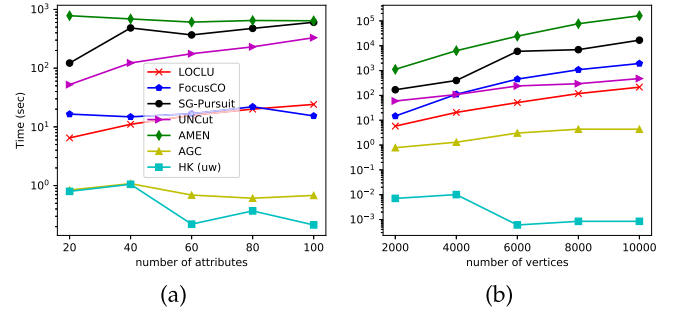 Time (sec)
10³
10²
10¹
10⁰
LOCLU
FocusCO
SG-Pursuit
UNCut
AMEN
AGC
HK (uw)
20 40 60 80 100
number of attributes
(a)
10⁵
10⁴
10³
10²
10¹
10⁰
10⁻¹
10⁻²
10⁻³
2000 4000 6000 8000 10000
number of vertices
(b)